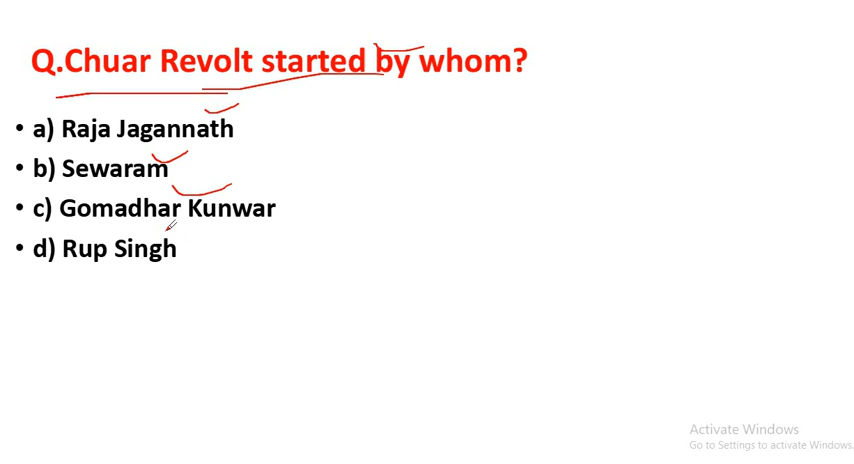 Q.Chuar Revolt started by whom?
• a) Raja Jagannath
• b) Sewaram
• c) Gomadhar Kunwar
• d) Rup Singh
Activate Windows
Go to Settings to activate Windows.